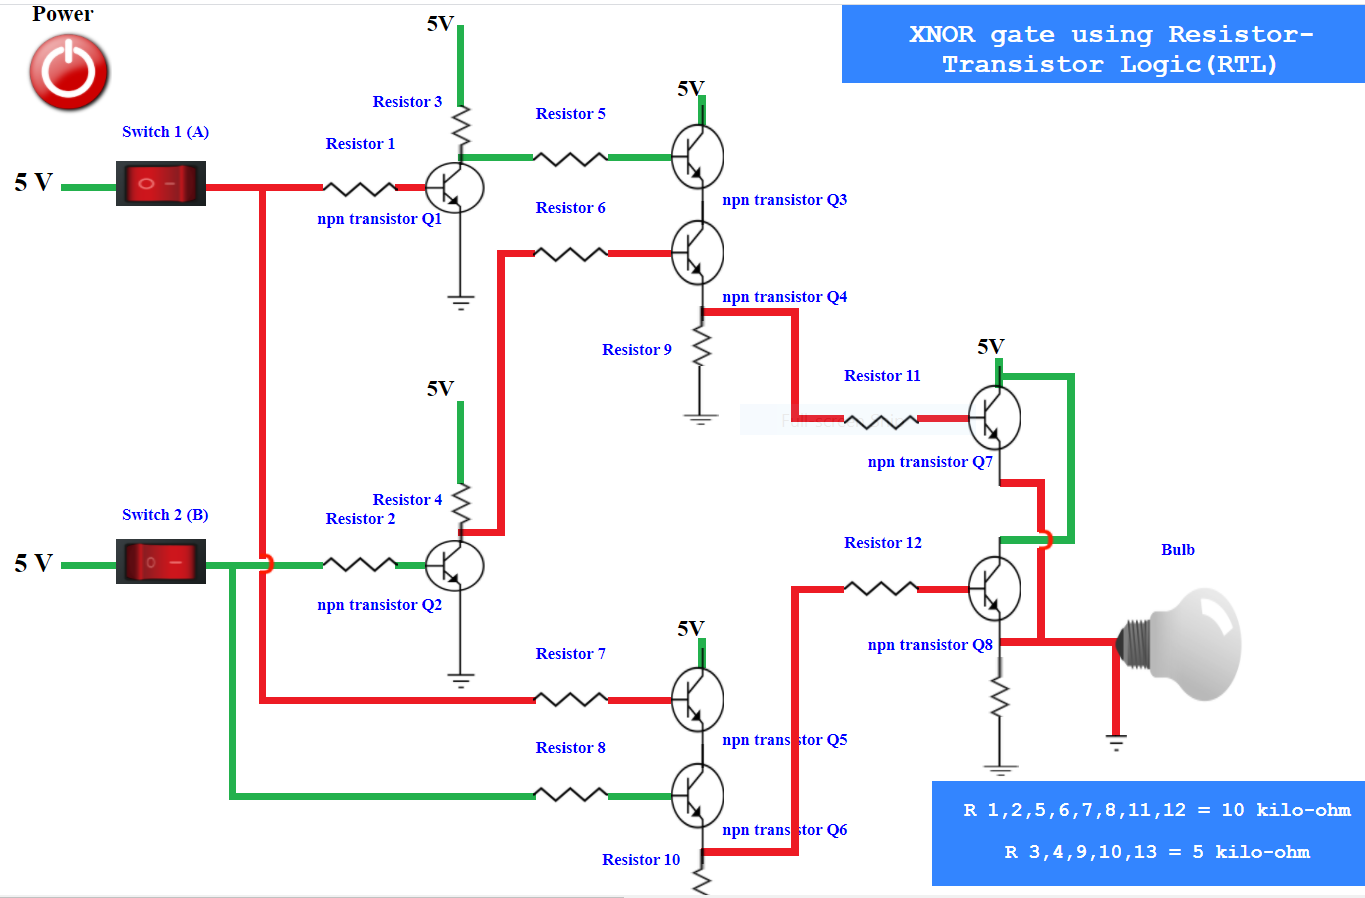 Power
5V
XNOR gate using Resistor-
Transistor Logic(RTL)
5V
Resistor 3
Resistor 5
Switch 1 (A)
Resistor 1
5 V
npn transistor Q3
Resistor 6
npn transistor Q1
npn transistor Q4
5V
Resistor 9
Resistor 11
5V
npn transistor Q7
Resistor 4
Switch 2 (B)
Resistor 2
Resistor 12
Bulb
5 V
npn transistor Q2
5V
npn transistor Q8
Resistor 7
npn transistor Q5
Resistor 8
R 1,2,5,6,7,8,11,12 = 10 kilo-ohm
npn transistor Q6
R 3,4,9,10,13 = 5 kilo-ohm
Resistor 10